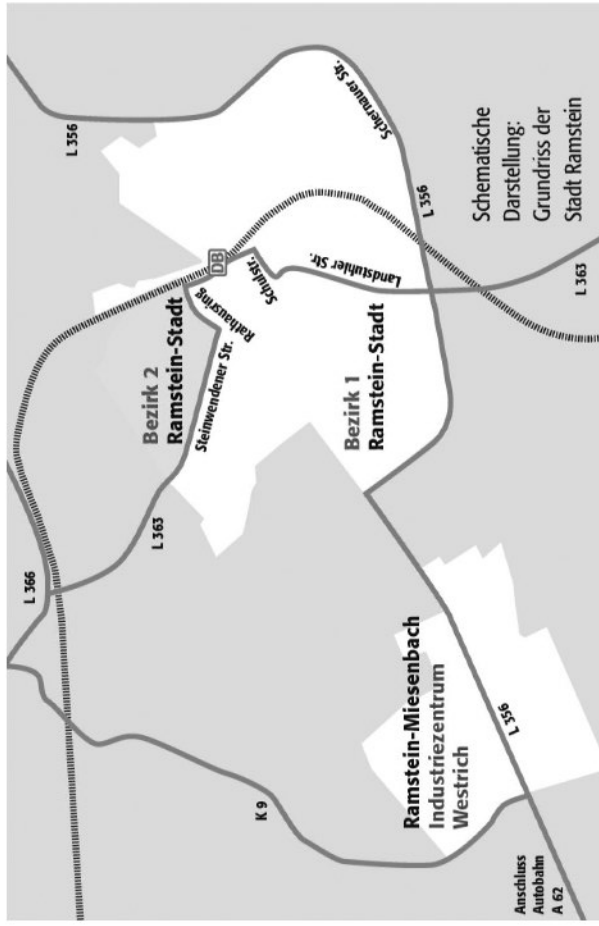 L 366
L 363
Bezirk 2
Ramstein-Stadt
Steinwendener Str.
Rathausring
DB
Schulstr.
Landstuhler Str.
L 356
Schernauer Str.
K 9
Bezirk 1
Ramstein-Stadt
L 356
Ramstein-Miesenbach
Industriezentrum
Westrich
L 356
L 363
Schematische
Darstellung:
Grundriss der
Stadt Ramstein
Anschluss
Autobahn
A 62